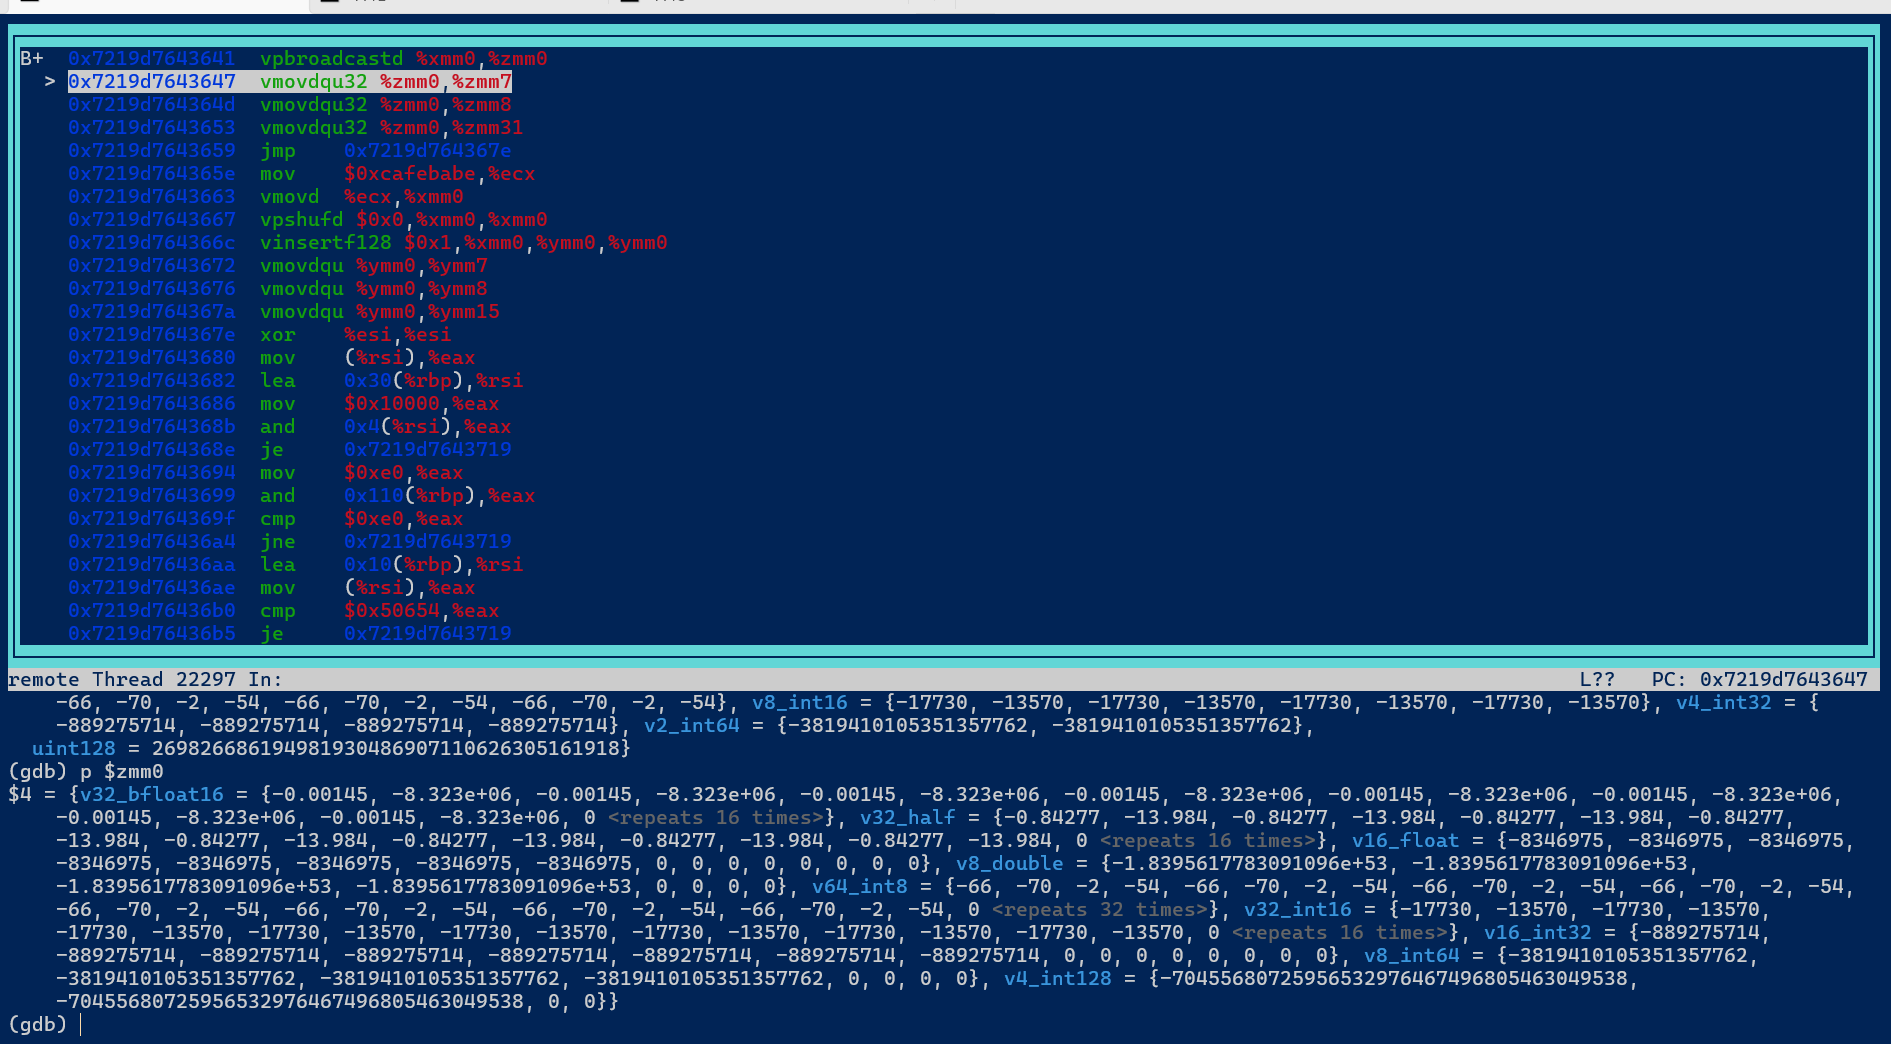 B+  0x7219d7643641  vpbroadcastd %xmm0,%zmm0
  > 0x7219d7643647  vmovdqu32 %zmm0,%zmm7
    0x7219d764364d  vmovdqu32 %zmm0,%zmm8
    0x7219d7643653  vmovdqu32 %zmm0,%zmm31
    0x7219d7643659  jmp    0x7219d764367e
    0x7219d764365e  mov    $0xcafebabe,%ecx
    0x7219d7643663  vmovd  %ecx,%xmm0
    0x7219d7643667  vpshufd $0x0,%xmm0,%xmm0
    0x7219d764366c  vinsertf128 $0x1,%xmm0,%ymm0,%ymm0
    0x7219d7643672  vmovdqu %ymm0,%ymm7
    0x7219d7643676  vmovdqu %ymm0,%ymm8
    0x7219d764367a  vmovdqu %ymm0,%ymm15
    0x7219d764367e  xor    %esi,%esi
    0x7219d7643680  mov    (%rsi),%eax
    0x7219d7643682  lea    0x30(%rbp),%rsi
    0x7219d7643686  mov    $0x10000,%eax
    0x7219d764368b  and    0x4(%rsi),%eax
    0x7219d764368e  je     0x7219d7643719
    0x7219d7643694  mov    $0xe0,%eax
    0x7219d7643699  and    0x110(%rbp),%eax
    0x7219d764369f  cmp    $0xe0,%eax
    0x7219d76436a4  jne    0x7219d7643719
    0x7219d76436aa  lea    0x10(%rbp),%rsi
    0x7219d76436ae  mov    (%rsi),%eax
    0x7219d76436b0  cmp    $0x50654,%eax
    0x7219d76436b5  je     0x7219d7643719
remote Thread 22297 In:    L??   PC: 0x7219d7643647
    -66, -70, -2, -54, -66, -70, -2, -54, -66, -70, -2, -54}, v8_int16 = {-17730, -13570, -17730, -13570, -17730, -13570, -17730, -13570}, v4_int32 = {
    -889275714, -889275714, -889275714, -889275714}, v2_int64 = {-3819410105351357762, -3819410105351357762},
  uint128 = 269826686194981930486907110626305161918}
(gdb) p $zmm0
$4 = {v32_bfloat16 = {-0.00145, -8.323e+06, -0.00145, -8.323e+06, -0.00145, -8.323e+06, -0.00145, -8.323e+06, -0.00145, -8.323e+06, -0.00145, -8.323e+06,
    -0.00145, -8.323e+06, -0.00145, -8.323e+06, 0 <repeats 16 times>}, v32_half = {-0.84277, -13.984, -0.84277, -13.984, -0.84277, -13.984, -0.84277,
    -13.984, -0.84277, -13.984, -0.84277, -13.984, -0.84277, -13.984, -0.84277, -13.984, 0 <repeats 16 times>}, v16_float = {-8346975, -8346975, -8346975,
    -8346975, -8346975, -8346975, -8346975, -8346975, 0, 0, 0, 0, 0, 0, 0, 0}, v8_double = {-1.8395617783091096e+53, -1.8395617783091096e+53,
    -1.8395617783091096e+53, -1.8395617783091096e+53, 0, 0, 0, 0}, v64_int8 = {-66, -70, -2, -54, -66, -70, -2, -54, -66, -70, -2, -54, -66, -70, -2, -54,
    -66, -70, -2, -54, -66, -70, -2, -54, -66, -70, -2, -54, -66, -70, -2, -54, 0 <repeats 32 times>}, v32_int16 = {-17730, -13570, -17730, -13570,
    -17730, -13570, -17730, -13570, -17730, -13570, -17730, -13570, -17730, -13570, -17730, -13570, 0 <repeats 16 times>}, v16_int32 = {-889275714,
    -889275714, -889275714, -889275714, -889275714, -889275714, -889275714, -889275714, 0, 0, 0, 0, 0, 0, 0, 0}, v8_int64 = {-3819410105351357762,
    -3819410105351357762, -3819410105351357762, -3819410105351357762, 0, 0, 0, 0}, v4_int128 = {-70455680725956532976467496805463049538,
    -70455680725956532976467496805463049538, 0, 0}}
(gdb)